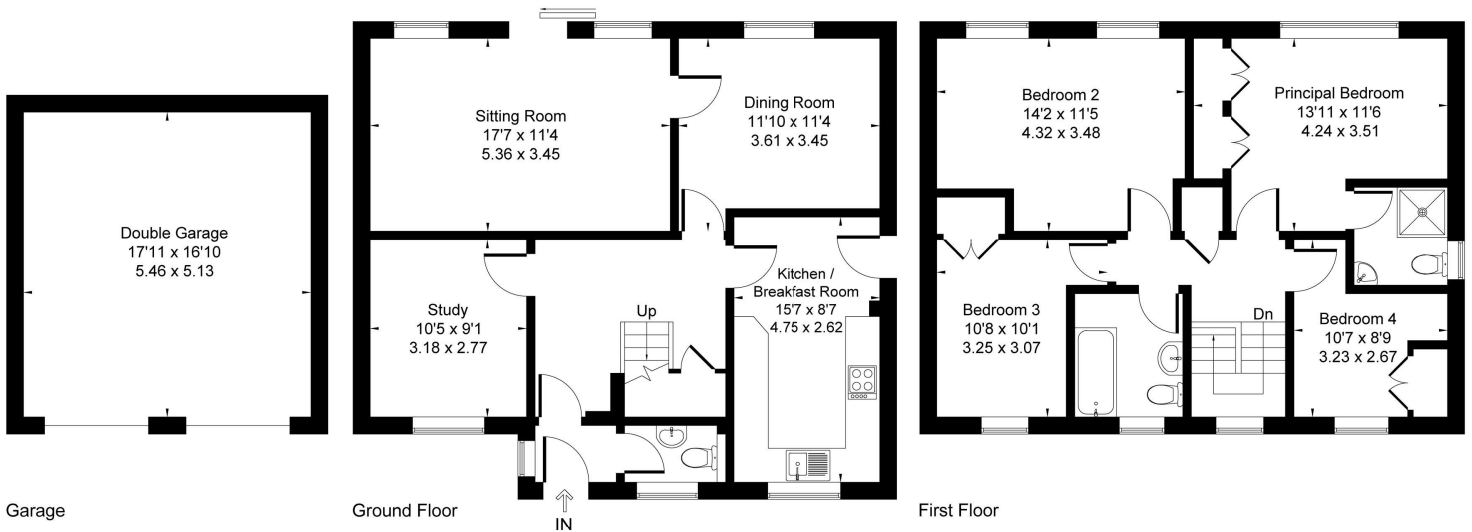 Double Garage
17'11 x 16'10
5.46 x 5.13
Garage
Sitting Room
17'7 x 11'4
5.36 x 3.45
Dining Room
11'10 x 11'4
3.61 x 3.45
Study
10'5 x 9'1
3.18 x 2.77
Up
Kitchen /
Breakfast Room
15'7 x 8'7
4.75 x 2.62
IN
Ground Floor
Bedroom 2
14'2 x 11'5
4.32 x 3.48
Principal Bedroom
13'11 x 11'6
4.24 x 3.51
Bedroom 3
10'8 x 10'1
3.25 x 3.07
Dn
Bedroom 4
10'7 x 8'9
3.23 x 2.67
First Floor